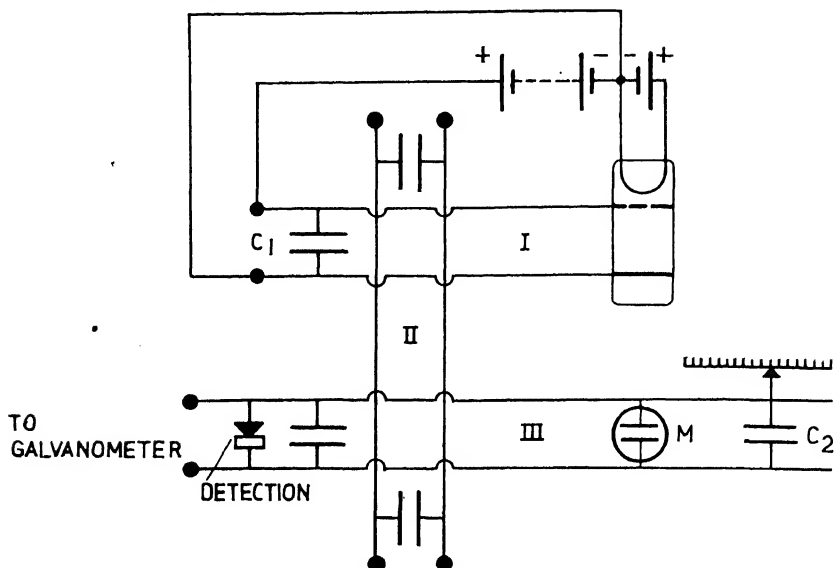 + - - +
C1
I
II
TO
GALVANOMETER
DETECTION
III
M
C2